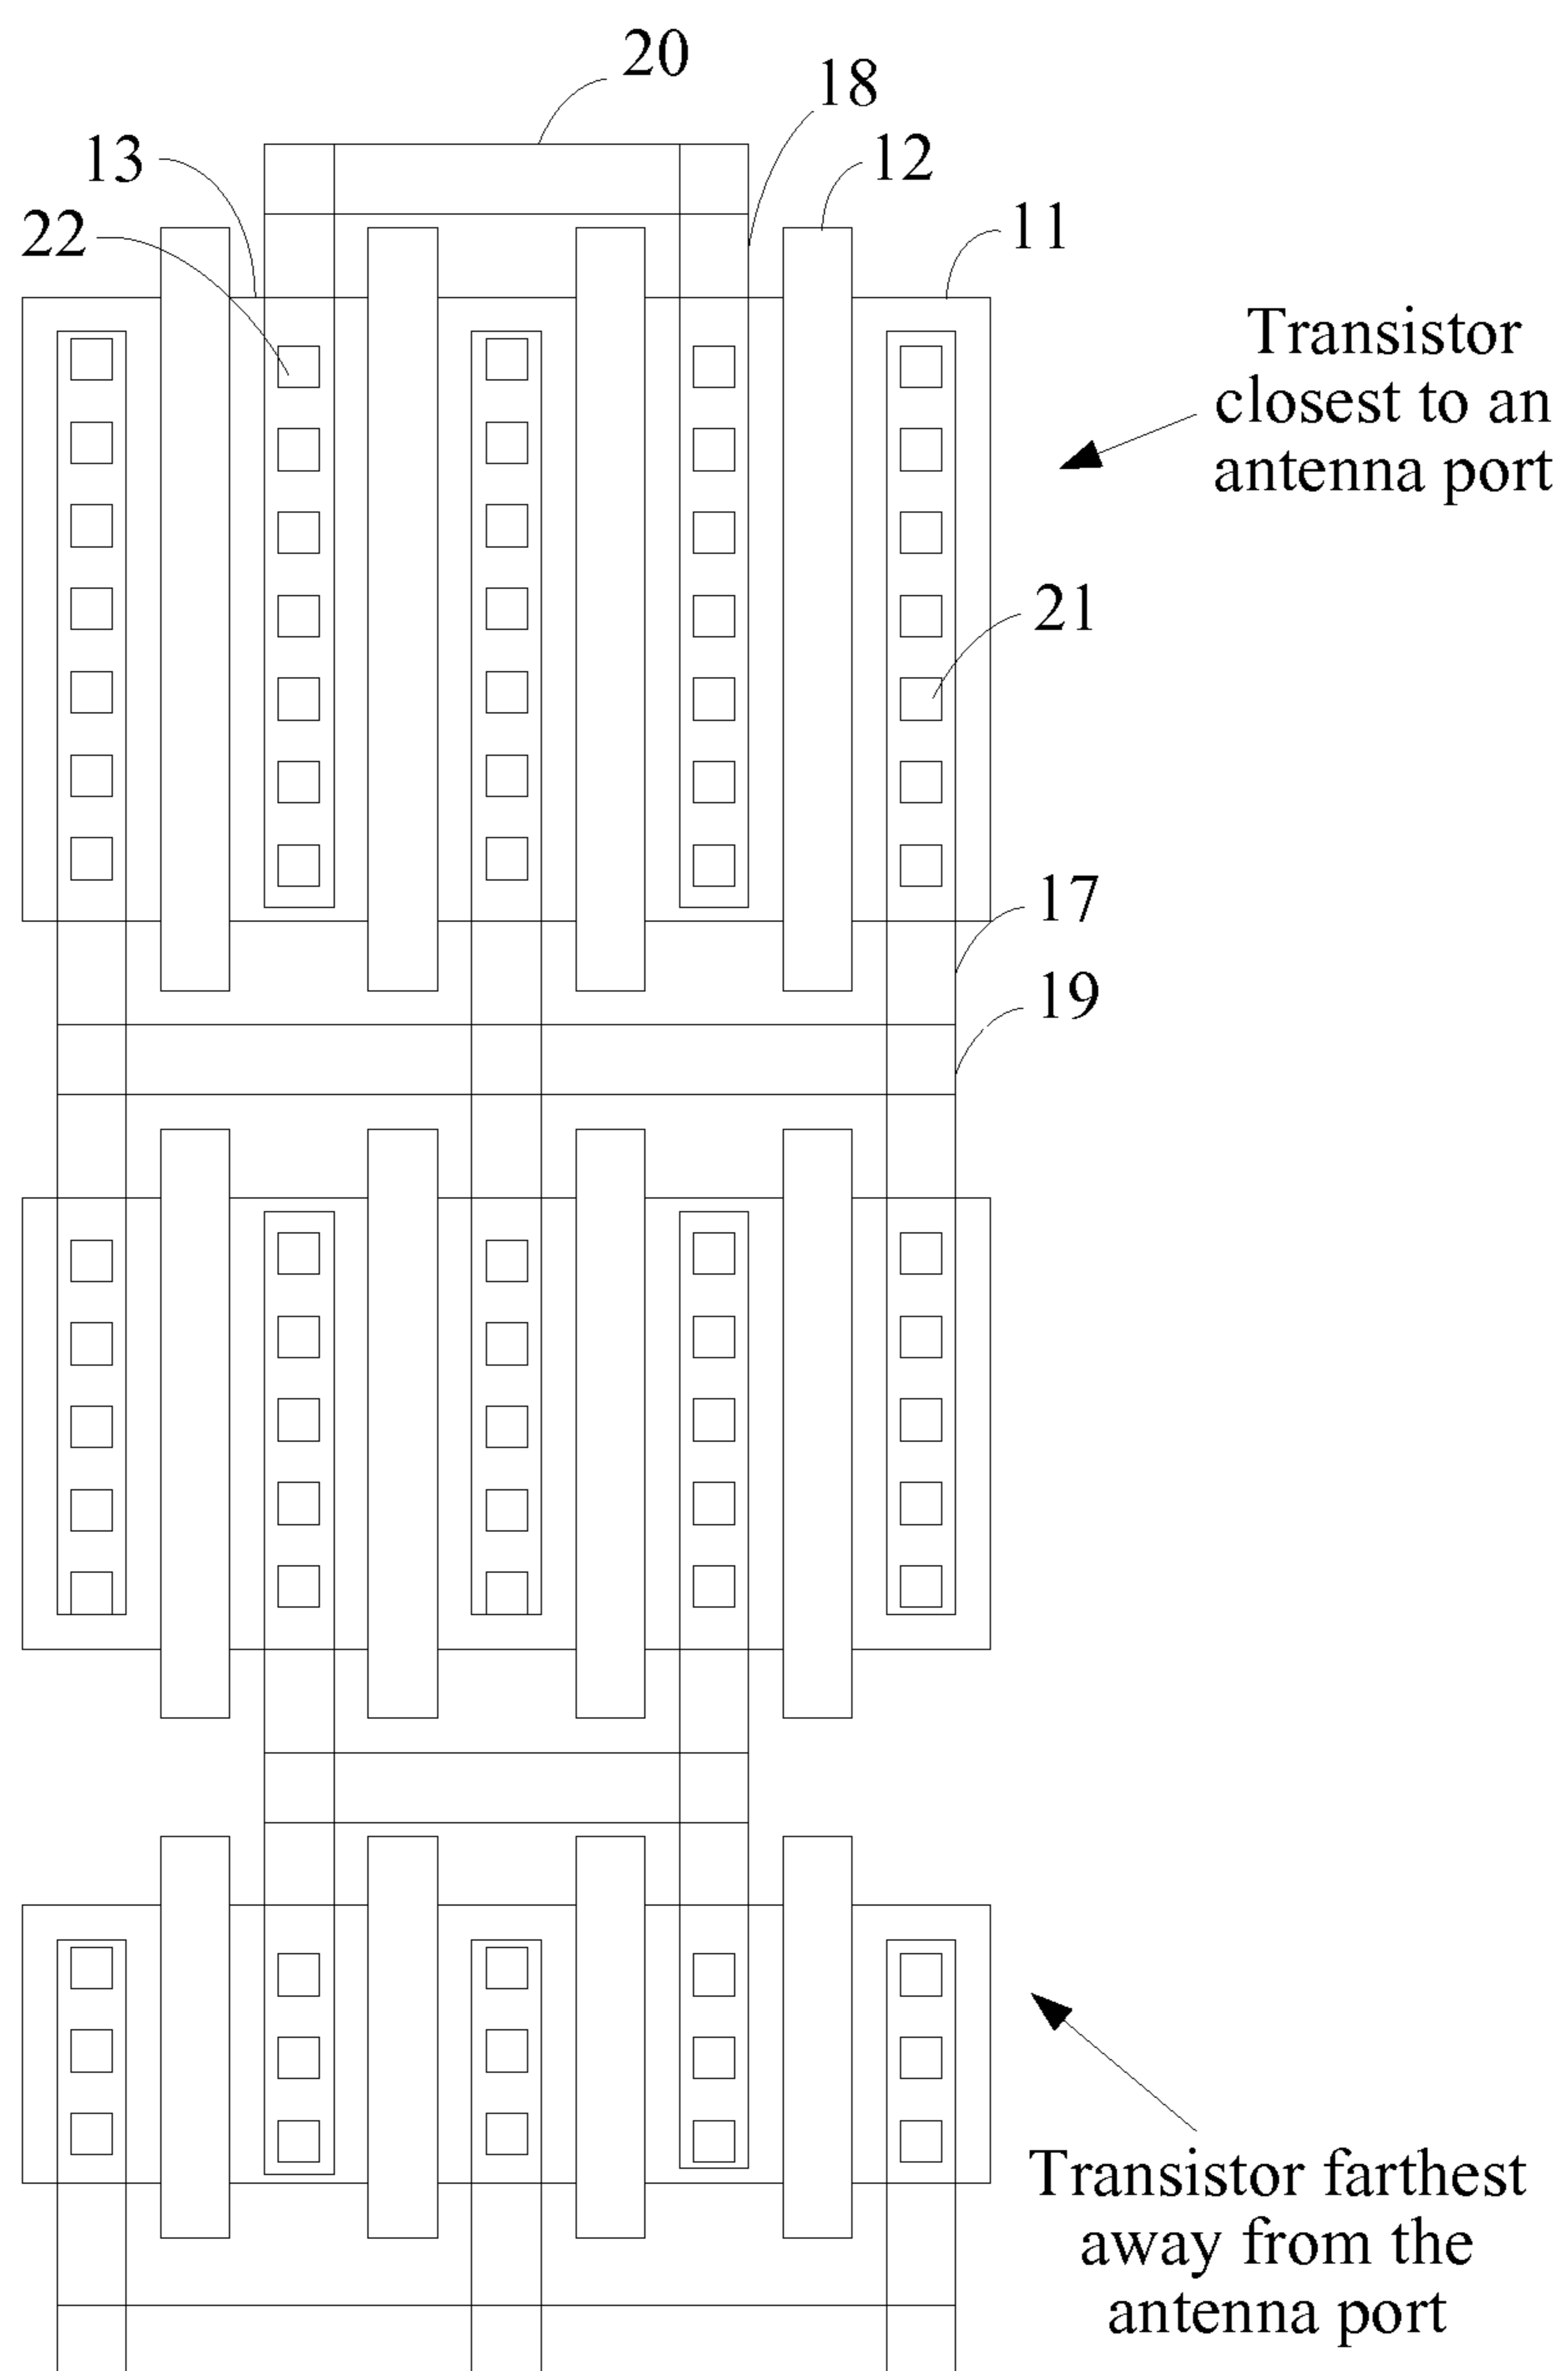 20
18
13
12
22
11
Transistor
closest to an
antenna port
21
17
19
Transistor farthest
away from the
antenna port